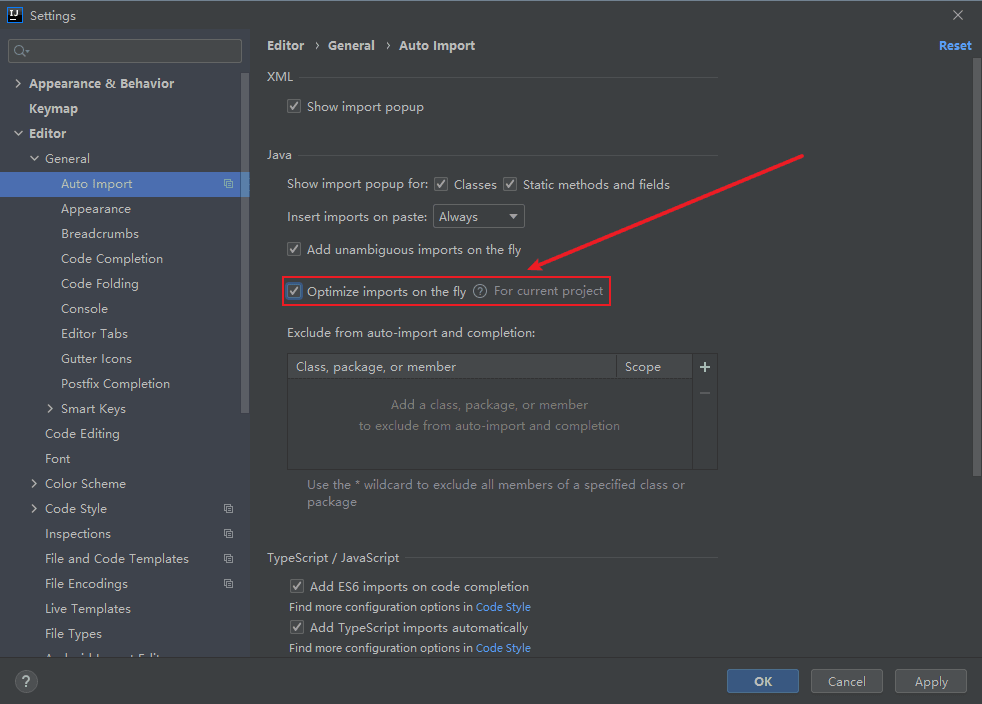 Settings
Editor › General › Auto Import
Reset
Appearance & Behavior
Keymap
Editor
General
Auto Import
Appearance
Breadcrumbs
Code Completion
Code Folding
Console
Editor Tabs
Gutter Icons
Postfix Completion
Smart Keys
Code Editing
Font
Color Scheme
Code Style
Inspections
File and Code Templates
File Encodings
Live Templates
File Types
XML
Show import popup
Java
Show import popup for: Classes Static methods and fields
Insert imports on paste: Always
Add unambiguous imports on the fly
Optimize imports on the fly ? For current project
Exclude from auto-import and completion:
Class, package, or member Scope
Add a class, package, or member
to exclude from auto-import and completion
Use the * wildcard to exclude all members of a specified class or
package
TypeScript / JavaScript
Add ES6 imports on code completion
Find more configuration options in Code Style
Add TypeScript imports automatically
Find more configuration options in Code Style
?
OK Cancel Apply